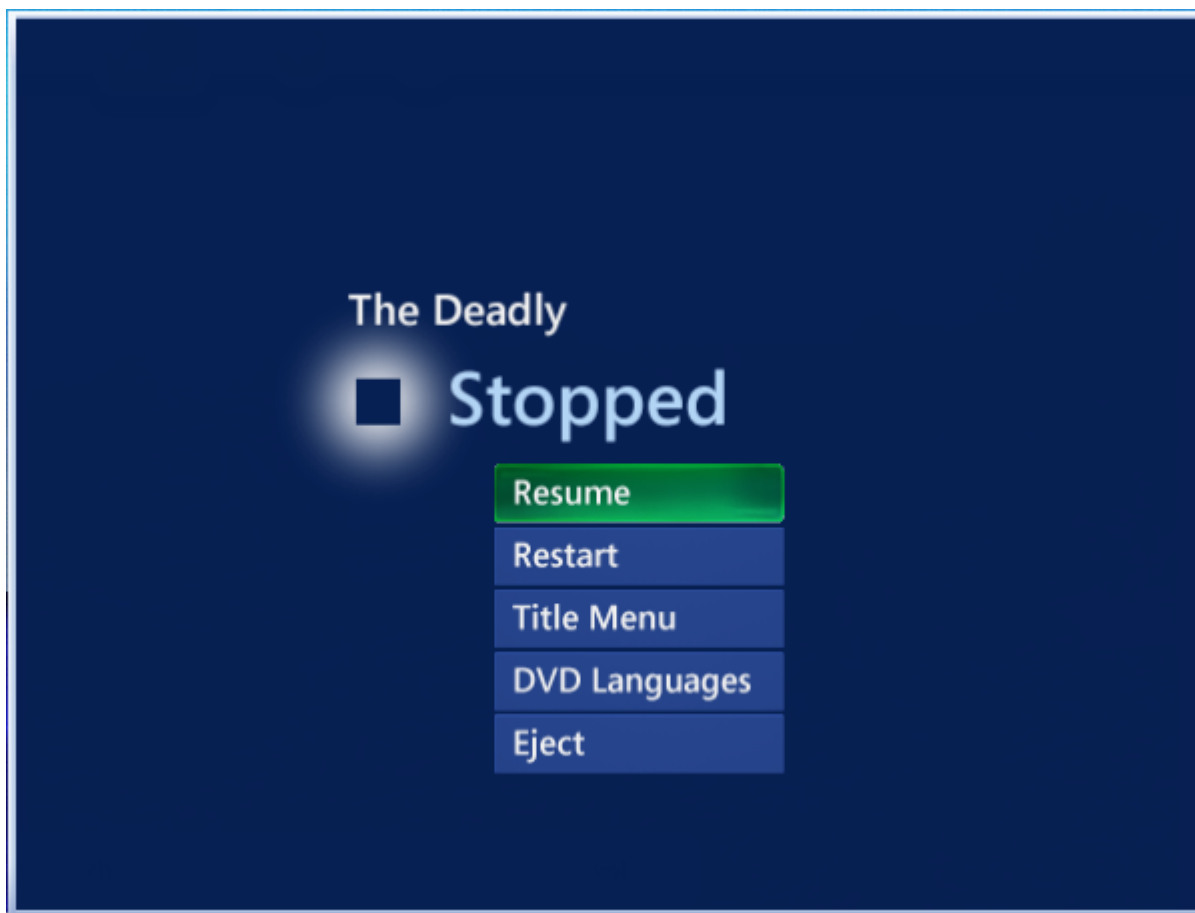 The Deadly
Stopped
Resume
Restart
Title Menu
DVD Languages
Eject